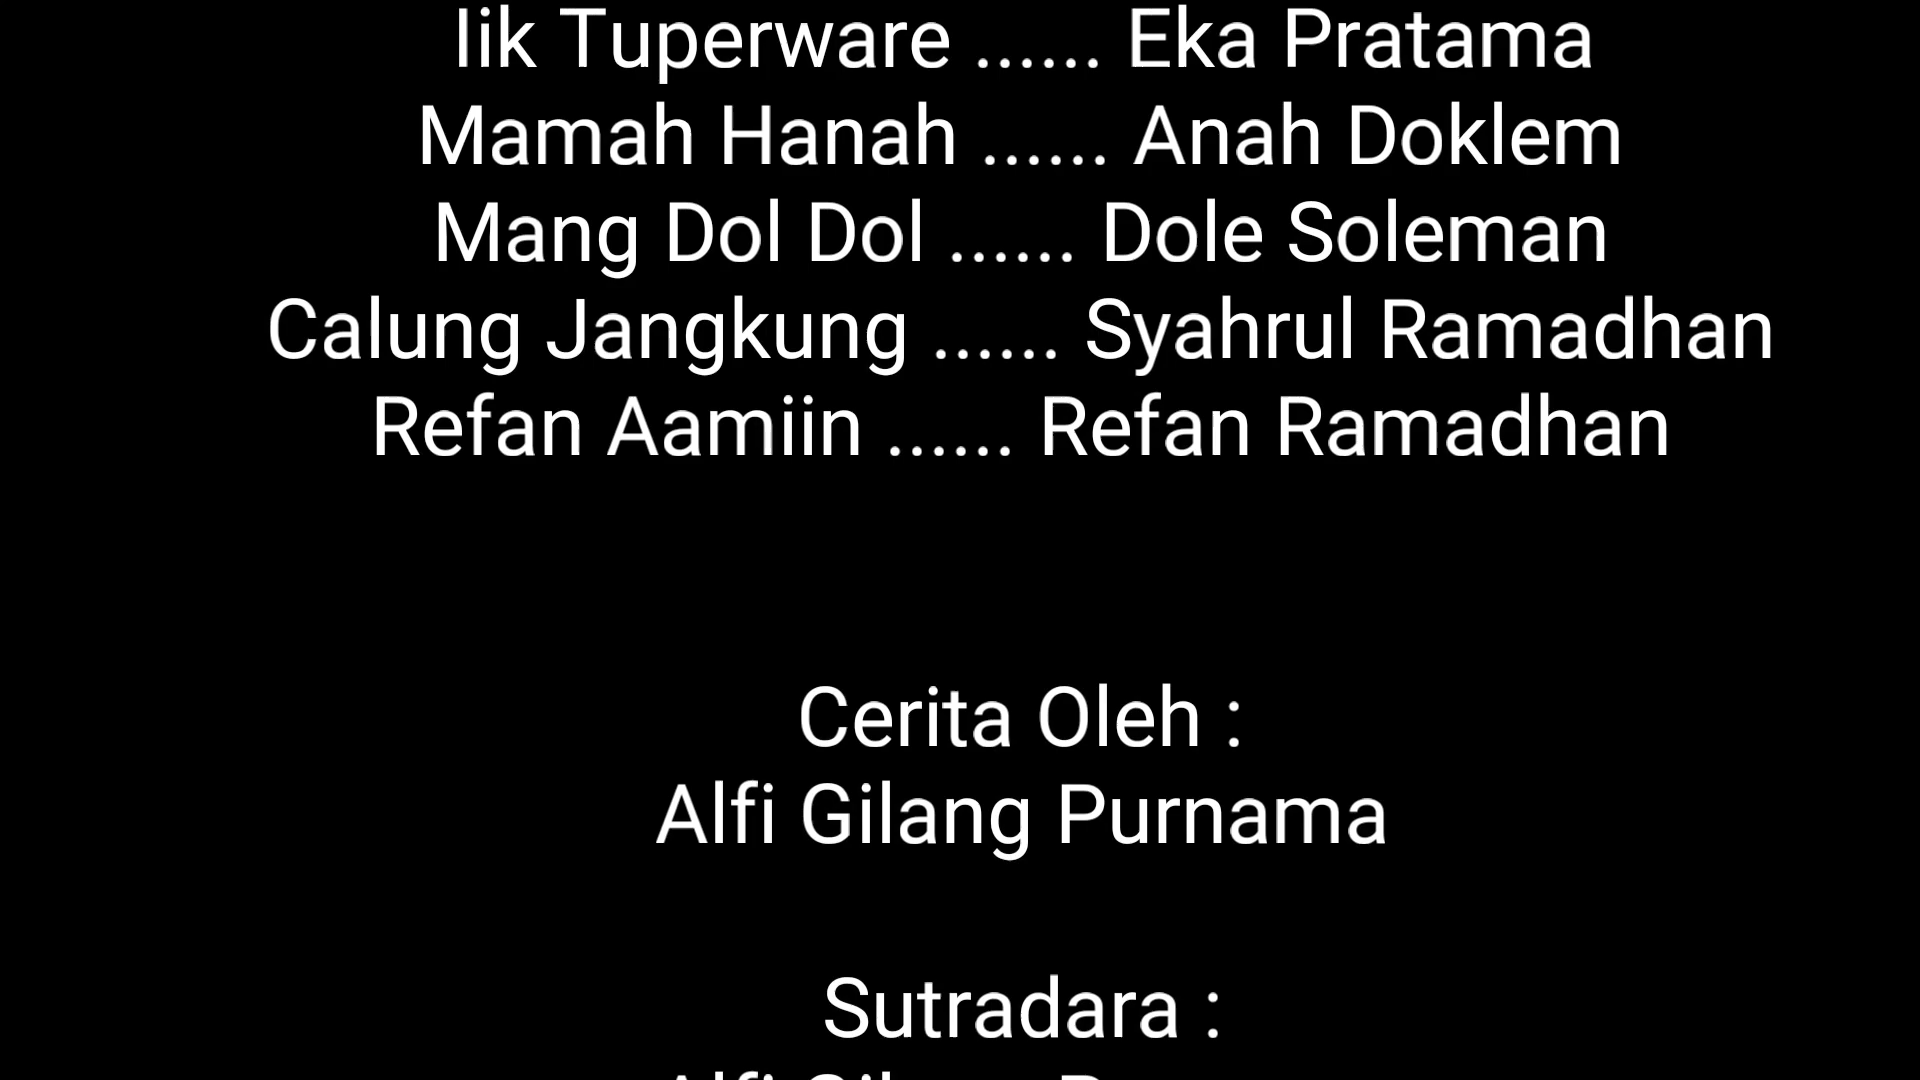 Iik Tuperware ...... Eka Pratama
Mamah Hanah ...... Anah Doklem
Mang Dol Dol ...... Dole Soleman
Calung Jangkung ...... Syahrul Ramadhan
Refan Aamiin ...... Refan Ramadhan
Cerita Oleh :
Alfi Gilang Purnama
Sutradara :